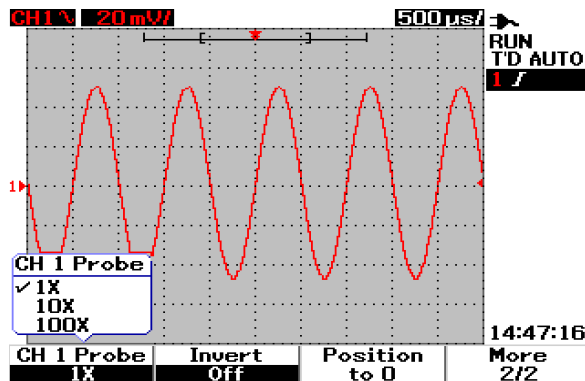 CH1 20 mV/ 500 µs/
RUN
T'D AUTO
1
1
CH 1 Probe
✓ 1X
10X
100X
14:47:16
CH 1 Probe Invert Position More
1X Off to 0 2/2